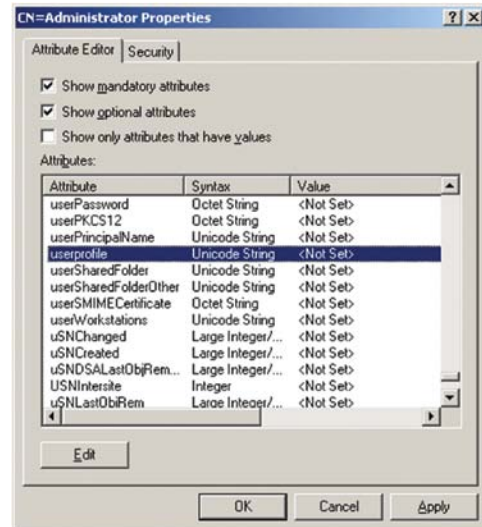 CN=Administrator Properties
Attribute Editor
Security
Show mandatory attributes
Show optional attributes
Show only attributes that have values
Attributes:
Attribute Syntax Value
userPassword Octet String <Not Set>
userPKCS12 Octet String <Not Set>
userPrincipalName Unicode String <Not Set>
userprofile Unicode String <Not Set>
userSharedFolder Unicode String <Not Set>
userSharedFolderOther Unicode String <Not Set>
userSMIMECertificate Octet String <Not Set>
userWorkstations Unicode String <Not Set>
uSNChanged Large Integer/... <Not Set>
uSNCreated Large Integer/... <Not Set>
uSNDSALastObjRem... Large Integer/... <Not Set>
USNIntersite Integer <Not Set>
uSNLastObjRem Large Integer/... <Not Set>
Edit
OK Cancel Apply